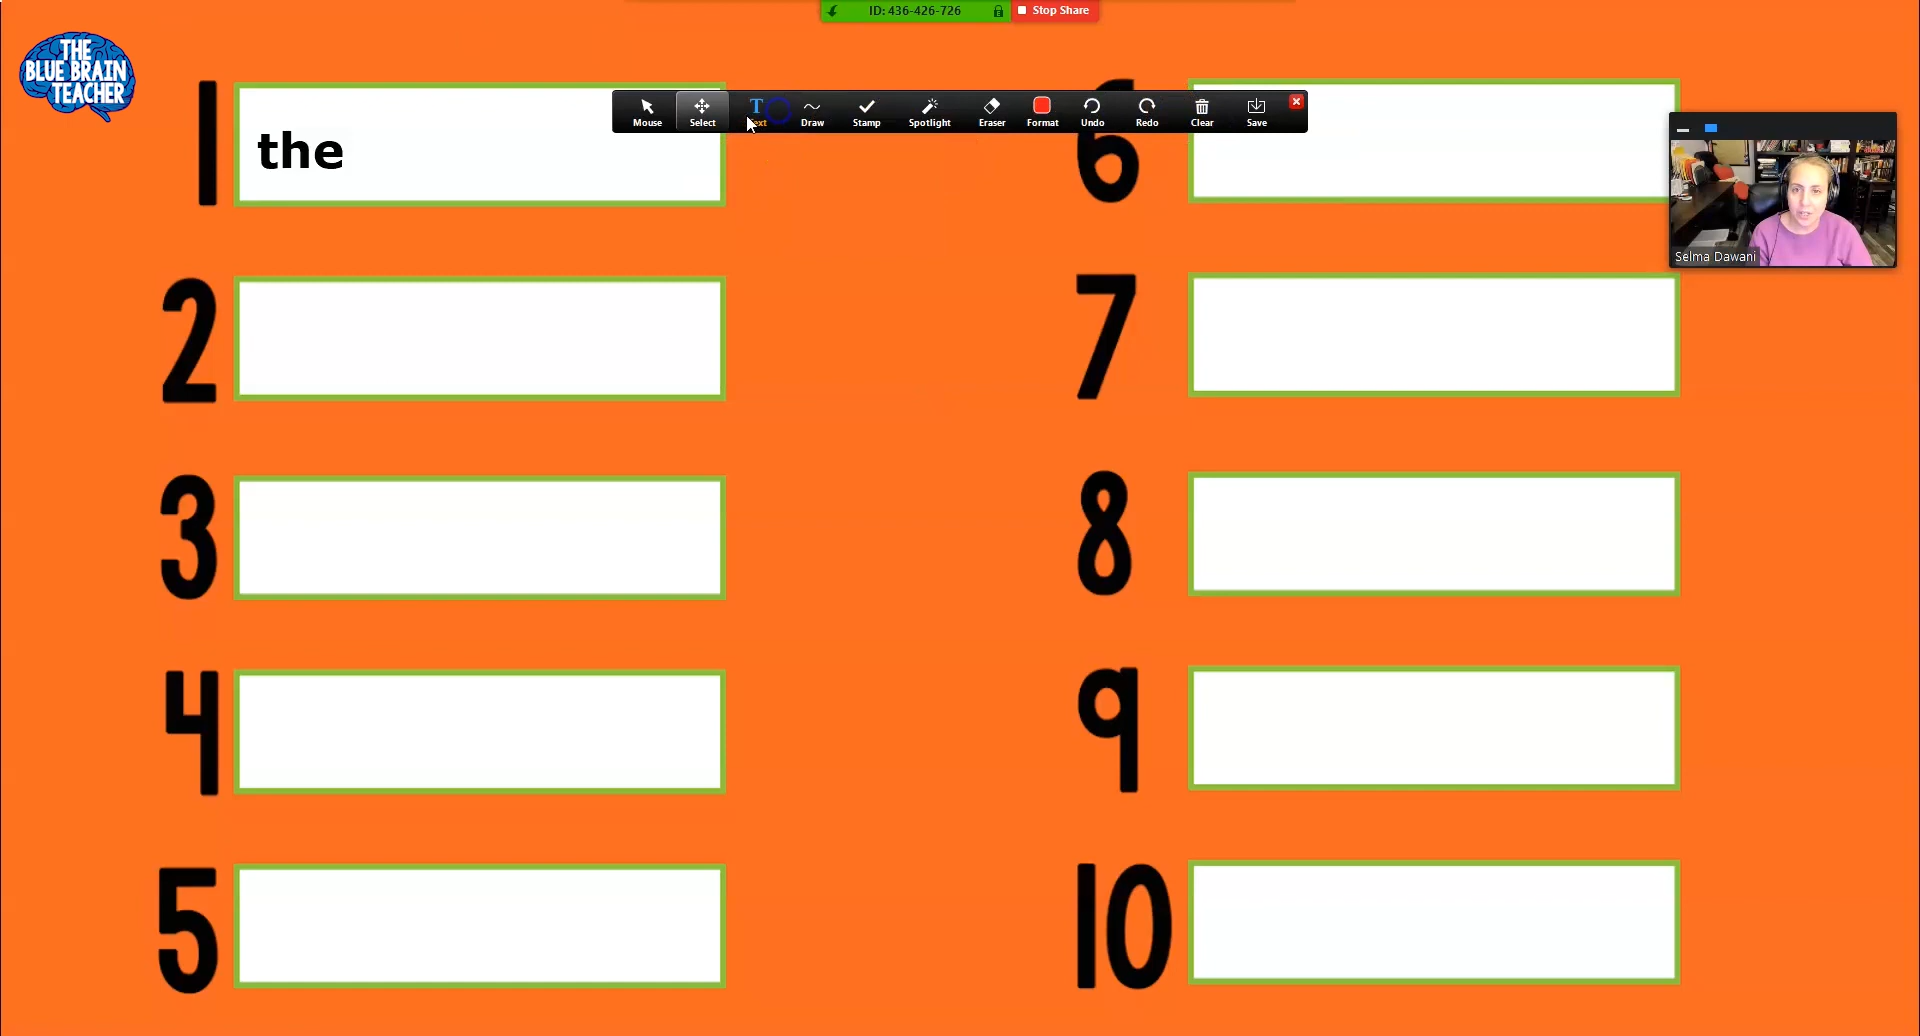 ID: 436-426-726 Stop Share
THE
BLUE BRAIN
TEACHER
Mouse Select Text Draw Stamp Spotlight Eraser Format Undo Redo Clear Save
1 the
6
Selma Dawani
2
7
3
8
4
9
5
10